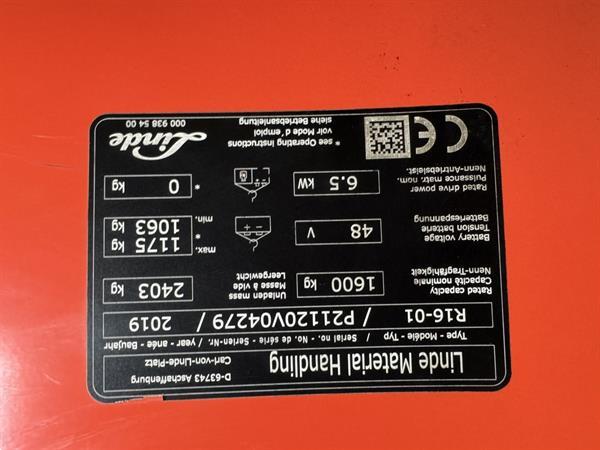 Linde Material Handling
D-63743 Aschaffenburg
Carl-von-Linde-Platz
Type - Modèle - Typ / Serial no. - No. de série - Serien-Nr. / year - année - Baujahr
R16-01 / P21120V04279 / 2019
Rated capacity
Capacité nominale
Nenn-Tragfähigkeit
1600 kg
Unladen mass
Masse à vide
Leergewicht
2403 kg
Battery voltage
Tension batterie
Batteriespannung
48 V
max. 1175 kg
*
min. 1063 kg
Rated drive power
Puissance motr. nom.
Nenn-Antriebsleist.
6.5 kW
* 0 kg
CE
* see Operating instructions
voir Mode d'emploi
siehe Betriebsanleitung
Linde
000 938 54 00